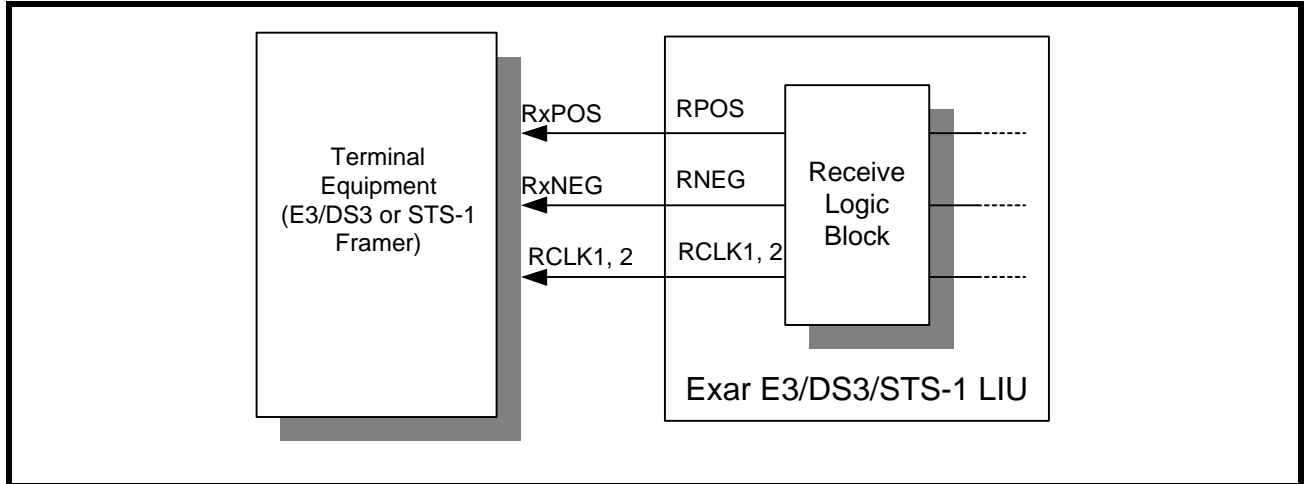 Terminal
Equipment
(E3/DS3 or STS-1
Framer)
RxPOS
RxNEG
RCLK1, 2
RPOS
RNEG
RCLK1, 2
Receive
Logic
Block
Exar E3/DS3/STS-1 LIU